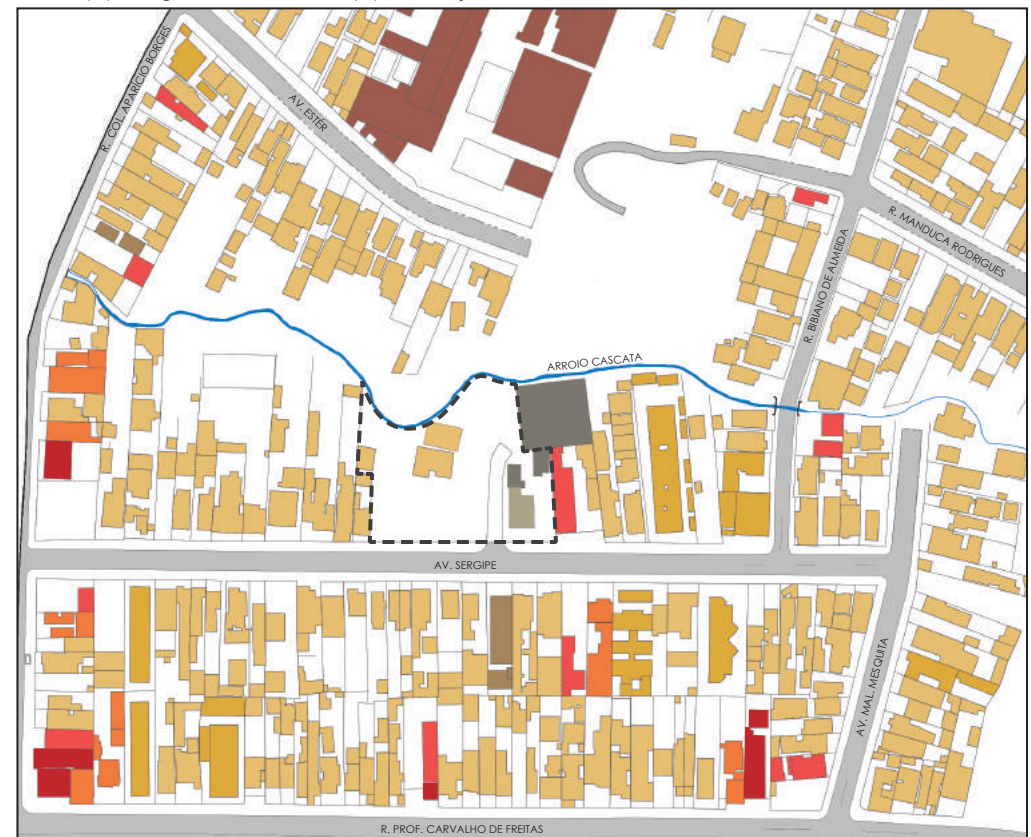 R. COL. APARÍCIO BORGES
AV. ESTER
R. MANDUCA RODRIGUES
R. BIBIANO DE ALMEIDA
ARROIO CASCATA
AV. SERGIPE
AV. MAL. MESQUITA
R. PROF. CARVALHO DE FREITAS